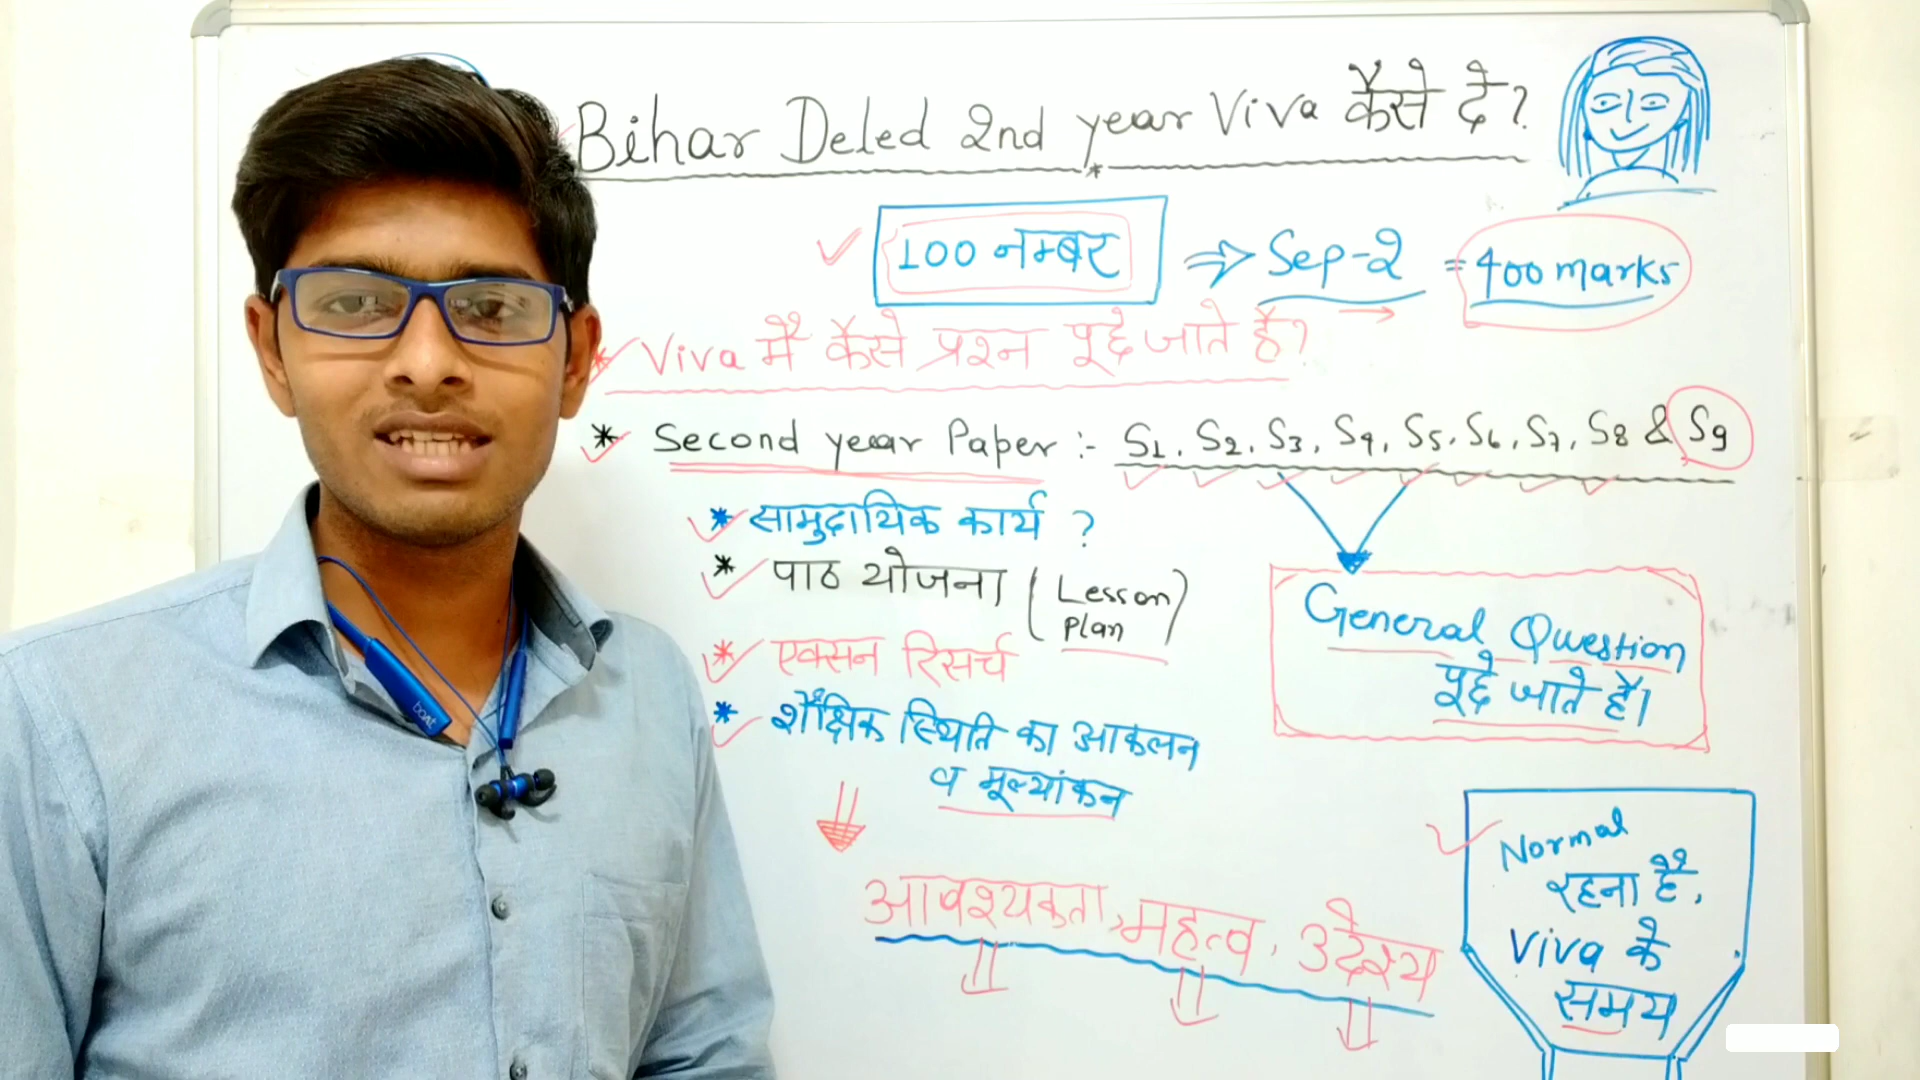 Bihar Deled 2nd year Viva कैसे दे?
100 नम्बर ⇒ Sep-2 = 400 marks
Viva में कैसे प्रश्न पूछे जाते है?
* Second year Paper :- S1, S2, S3, S4, S5, S6, S7, S8 & S9
* सामुदायिक कार्य ?
* पाठ योजना (Lesson Plan)
* एक्सन रिसर्च
* शैक्षिक स्थिति का आकलन
व मूल्यांकन
General Question
पूछे जाते हैं।
आवश्यकता, महत्व, उदेश्य
Normal
रहना है,
Viva के
समय
boat